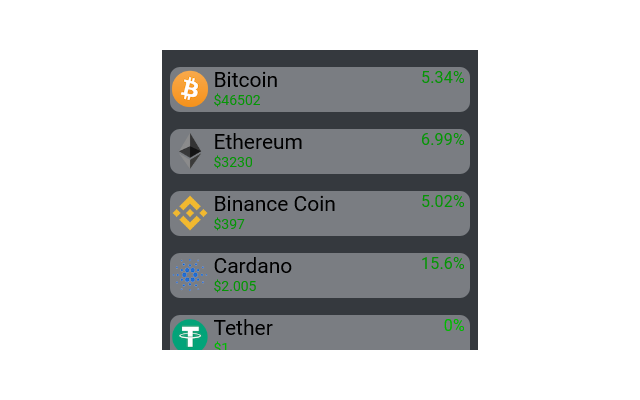 Bitcoin 5.34%
$46502
Ethereum 6.99%
$3230
Binance Coin 5.02%
$397
Cardano 15.6%
$2.005
Tether 0%
$1